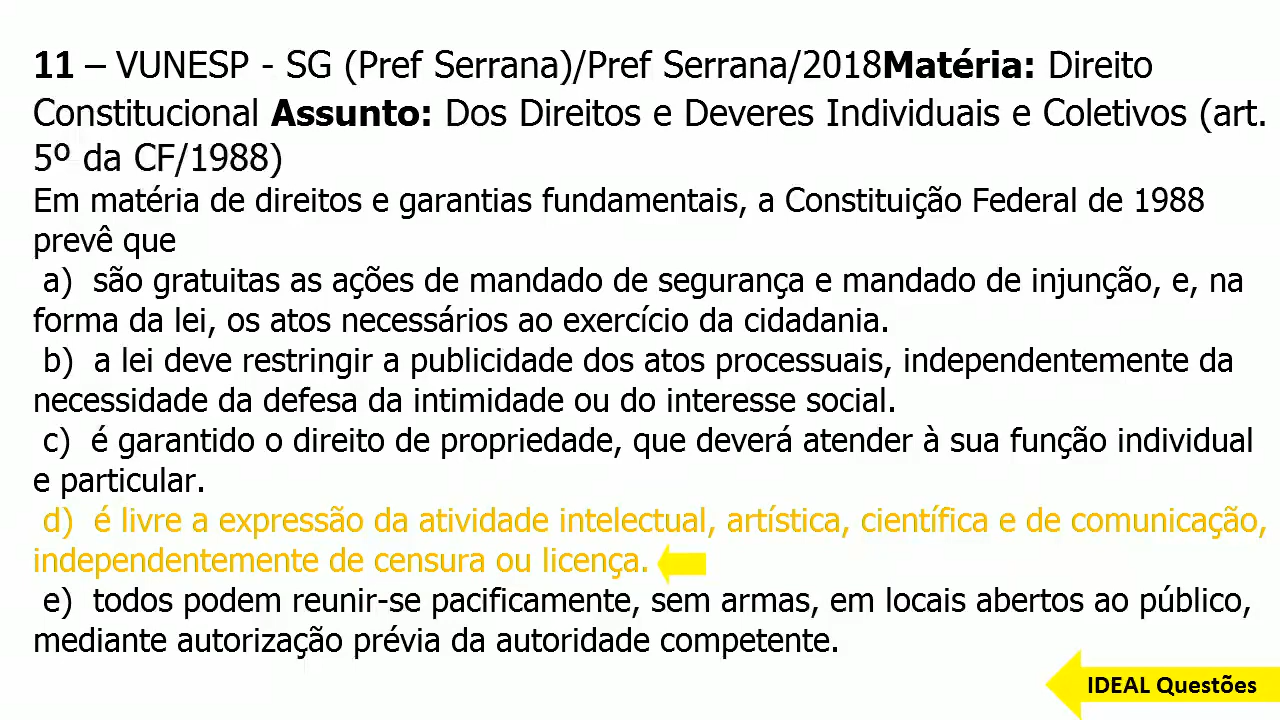 11 – VUNESP - SG (Pref Serrana)/Pref Serrana/2018Matéria: Direito
Constitucional Assunto: Dos Direitos e Deveres Individuais e Coletivos (art.
5º da CF/1988)
Em matéria de direitos e garantias fundamentais, a Constituição Federal de 1988
prevê que
a) são gratuitas as ações de mandado de segurança e mandado de injunção, e, na
forma da lei, os atos necessários ao exercício da cidadania.
b) a lei deve restringir a publicidade dos atos processuais, independentemente da
necessidade da defesa da intimidade ou do interesse social.
c) é garantido o direito de propriedade, que deverá atender à sua função individual
e particular.
d) é livre a expressão da atividade intelectual, artística, científica e de comunicação,
independentemente de censura ou licença.
e) todos podem reunir-se pacificamente, sem armas, em locais abertos ao público,
mediante autorização prévia da autoridade competente.
IDEAL Questões